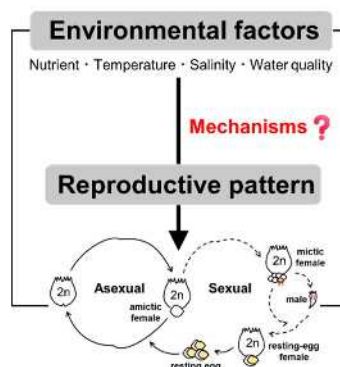 Environmental factors
Nutrient・Temperature・Salinity・Water quality
Mechanisms ?
Reproductive pattern
mictic
female
2n
Asexual
Sexual
2n
2n
male
amictic
female
2n
resting-egg
female
resting egg